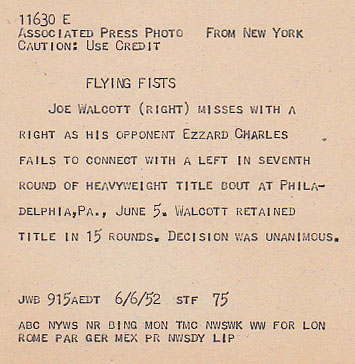 11630 E
ASSOCIATED PRESS PHOTO FROM NEW YORK
CAUTION: USE CREDIT
FLYING FISTS
JOE WALCOTT (RIGHT) MISSES WITH A
RIGHT AS HIS OPPONENT EZZARD CHARLES
FAILS TO CONNECT WITH A LEFT IN SEVENTH
ROUND OF HEAVYWEIGHT TITLE BOUT AT PHILA-
DELPHIA,PA., JUNE 5. WALCOTT RETAINED
TITLE IN 15 ROUNDS. DECISION WAS UNANIMOUS.
JWB 915AEDT 6/6/52 STF 75
ABC NYWS NR BING MON TMC NWSWK WW FOR LON
ROME PAR GER MEX PR NWSDY LIP